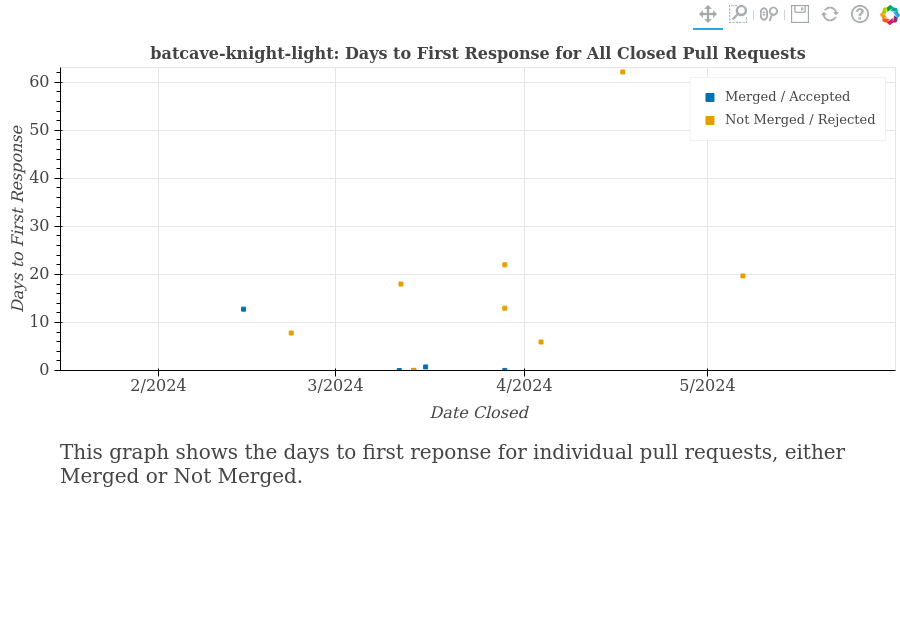 batcave-knight-light: Days to First Response for All Closed Pull Requests
Merged / Accepted
Not Merged / Rejected
Days to First Response
60
50
40
30
20
10
0
2/2024
3/2024
4/2024
5/2024
Date Closed
This graph shows the days to first reponse for individual pull requests, either
Merged or Not Merged.